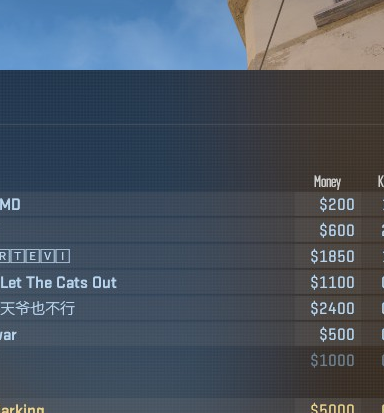 Money K
MD $200
$600
R T E V I $1850
Let The Cats Out $1100
天爷也不行 $2400
war $500
$1000
arking $5000